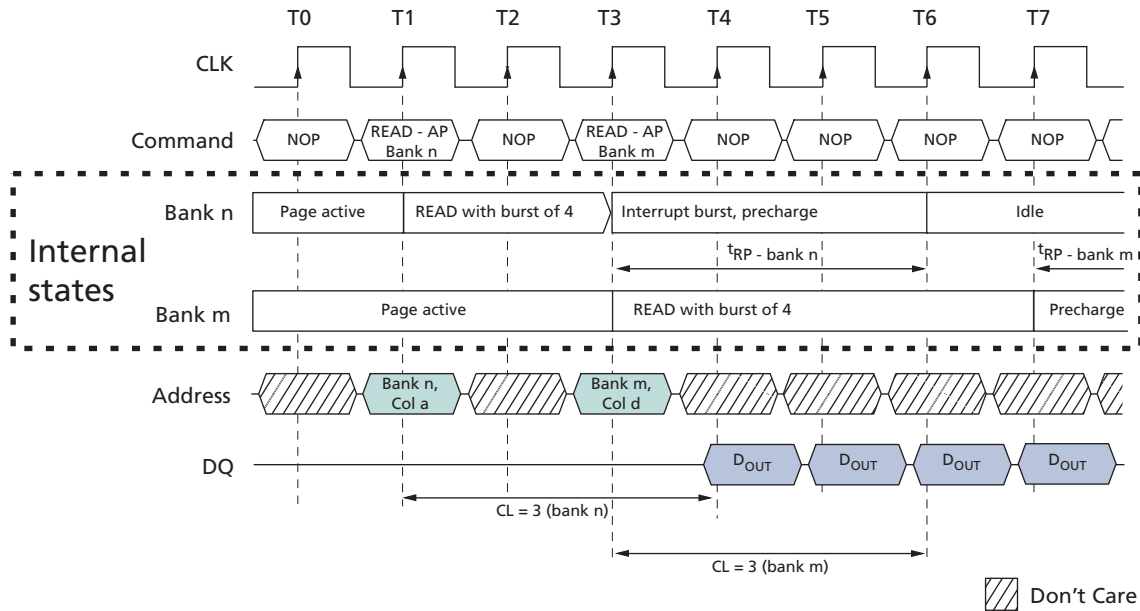 T0 T1 T2 T3 T4 T5 T6 T7
CLK
Command NOP READ - AP Bank n NOP READ - AP Bank m NOP NOP NOP NOP
Bank n Page active READ with burst of 4 Interrupt burst, precharge Idle
Internal states
tRP - bank n tRP - bank m
Bank m Page active READ with burst of 4 Precharge
Address Bank n, Col a Bank m, Col d
DQ DOUT DOUT DOUT DOUT
CL = 3 (bank n)
CL = 3 (bank m)
Don't Care